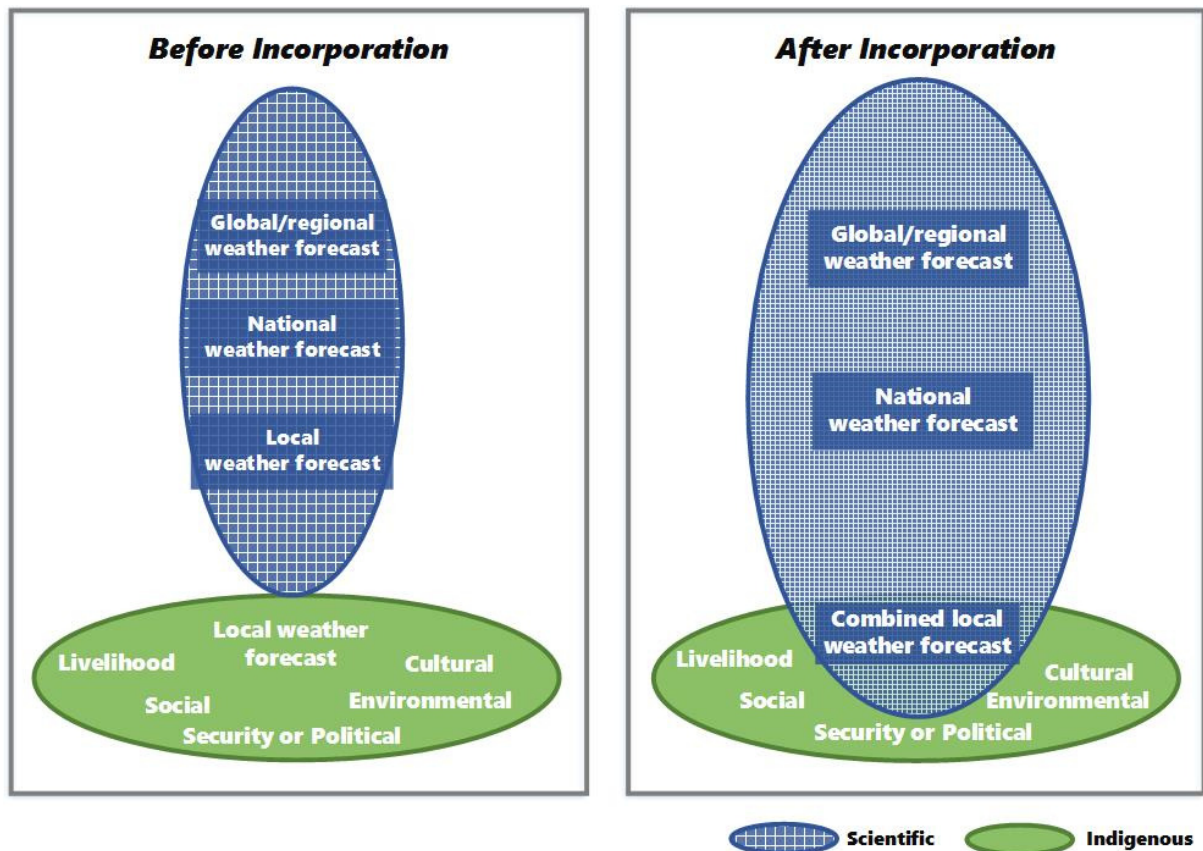 Before Incorporation
Global/regional
weather forecast
National
weather forecast
Local
weather forecast
Local weather
forecast
Livelihood
Cultural
Social
Environmental
Security or Political
After Incorporation
Global/regional
weather forecast
National
weather forecast
Combined local
weather forecast
Livelihood
Cultural
Social
Environmental
Security or Political
Scientific
Indigenous